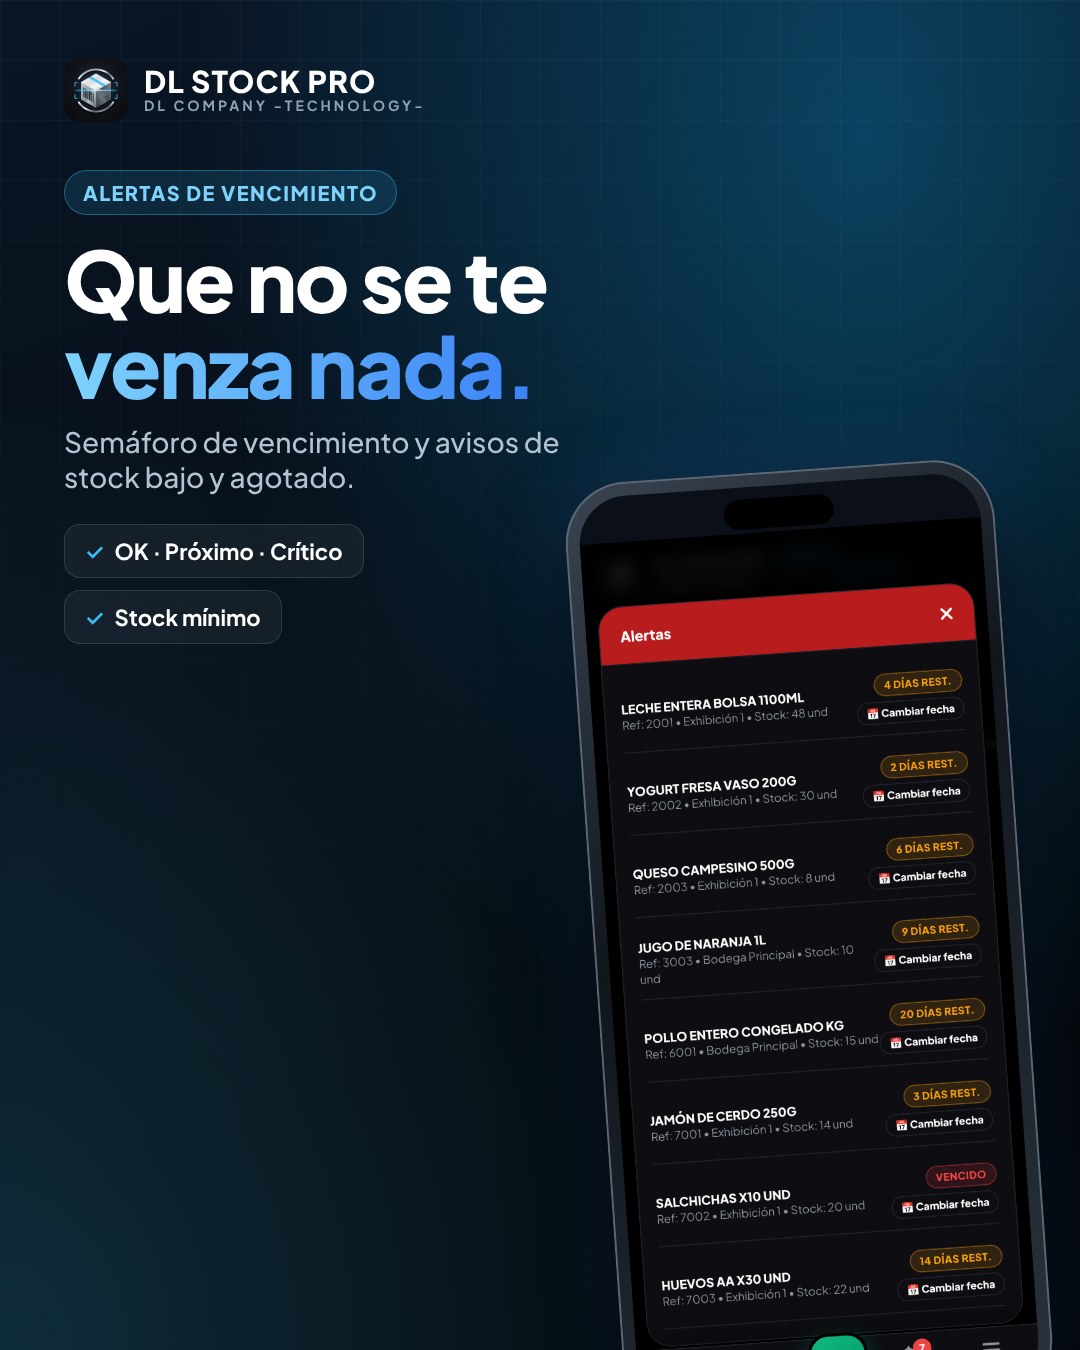 DL STOCK PRO
DL COMPANY -TECHNOLOGY-
ALERTAS DE VENCIMIENTO
Que no se te
venza nada.
Semáforo de vencimiento y avisos de
stock bajo y agotado.
✓ OK · Próximo · Crítico
✓ Stock mínimo
Alertas ×
LECHE ENTERA BOLSA 1100ML
4 DÍAS REST.
Ref: 2001 • Exhibición 1 • Stock: 48 und
Cambiar fecha
YOGURT FRESA VASO 200G
2 DÍAS REST.
Ref: 2002 • Exhibición 1 • Stock: 30 und
Cambiar fecha
QUESO CAMPESINO 500G
6 DÍAS REST.
Ref: 2003 • Exhibición 1 • Stock: 8 und
Cambiar fecha
JUGO DE NARANJA 1L
9 DÍAS REST.
Ref: 3003 • Bodega Principal • Stock: 10
und
Cambiar fecha
POLLO ENTERO CONGELADO KG
20 DÍAS REST.
Ref: 6001 • Bodega Principal • Stock: 15 und
Cambiar fecha
JAMÓN DE CERDO 250G
3 DÍAS REST.
Ref: 7001 • Exhibición 1 • Stock: 14 und
Cambiar fecha
SALCHICHAS X10 UND
VENCIDO
Ref: 7002 • Exhibición 1 • Stock: 20 und
Cambiar fecha
HUEVOS AA X30 UND
14 DÍAS REST.
Ref: 7003 • Exhibición 1 • Stock: 22 und
Cambiar fecha
7